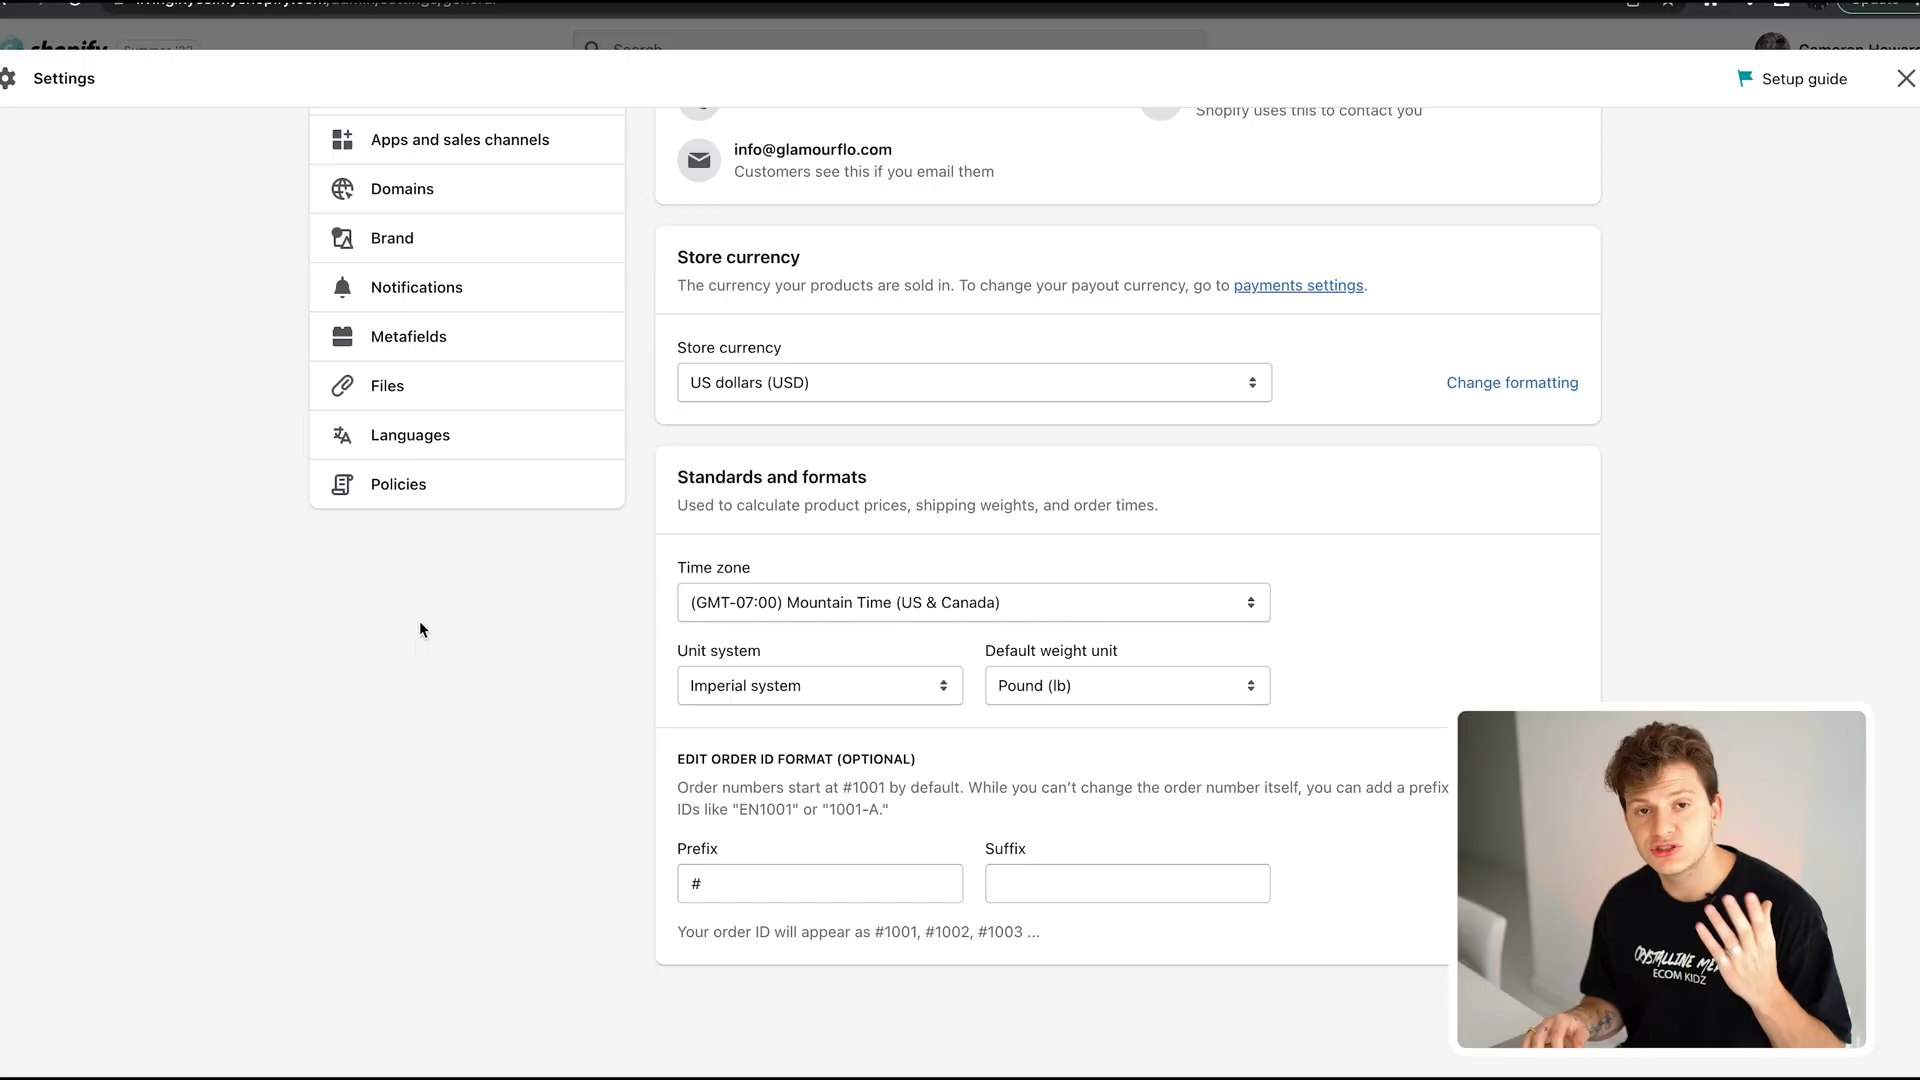 Settings
Setup guide
Apps and sales channels
Domains
Brand
Notifications
Metafields
Files
Languages
Policies
Shopify uses this to contact you
info@glamourflo.com
Customers see this if you email them
Store currency
The currency your products are sold in. To change your payout currency, go to payments settings.
Store currency
US dollars (USD)
Change formatting
Standards and formats
Used to calculate product prices, shipping weights, and order times.
Time zone
(GMT-07:00) Mountain Time (US & Canada)
Unit system
Default weight unit
Imperial system
Pound (lb)
EDIT ORDER ID FORMAT (OPTIONAL)
Order numbers start at #1001 by default. While you can't change the order number itself, you can add a prefix
IDs like "EN1001" or "1001-A."
Prefix
Suffix
#
Your order ID will appear as #1001, #1002, #1003 ...
CRYSTALLINE
ECOM KIDZ